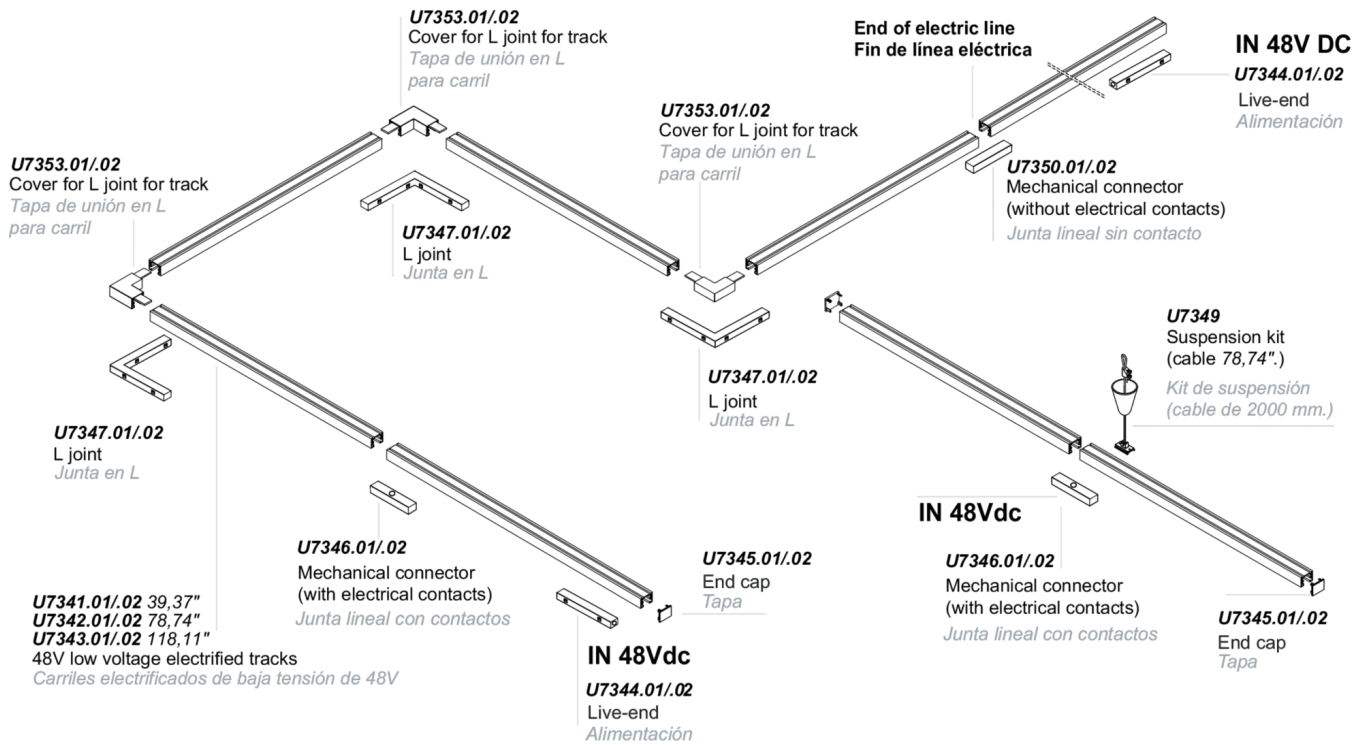 U7353.01/.02
Cover for L joint for track
Tapa de unión en L
para carril
End of electric line
Fin de línea eléctrica
IN 48V DC
U7344.01/.02
Live-end
Alimentación
U7353.01/.02
Cover for L joint for track
Tapa de unión en L
para carril
U7353.01/.02
Cover for L joint for track
Tapa de unión en L
para carril
U7350.01/.02
Mechanical connector
(without electrical contacts)
Junta lineal sin contacto
U7347.01/.02
L joint
Junta en L
U7349
Suspension kit
(cable 78,74".)
Kit de suspensión
(cable de 2000 mm.)
U7347.01/.02
L joint
Junta en L
U7347.01/.02
L joint
Junta en L
IN 48Vdc
U7346.01/.02
Mechanical connector
(with electrical contacts)
Junta lineal con contactos
U7345.01/.02
End cap
Tapa
U7346.01/.02
Mechanical connector
(with electrical contacts)
Junta lineal con contactos
U7345.01/.02
End cap
Tapa
U7341.01/.02 39,37"
U7342.01/.02 78,74"
U7343.01/.02 118,11"
48V low voltage electrified tracks
Carriles electrificados de baja tensión de 48V
IN 48Vdc
U7344.01/.02
Live-end
Alimentación